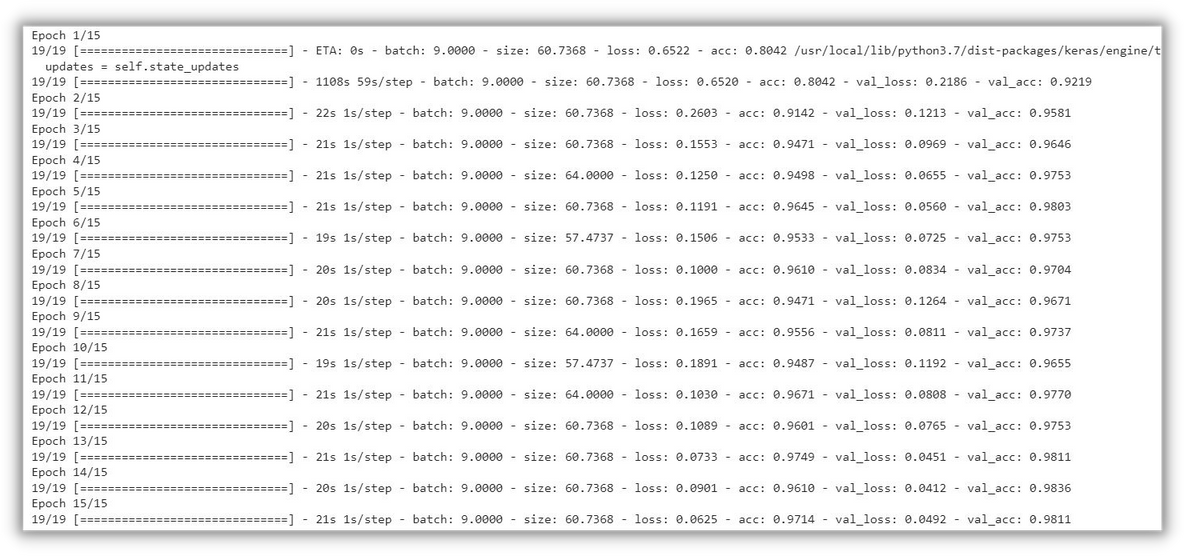 Epoch 1/15
19/19 [==============================] - ETA: 0s - batch: 9.0000 - size: 60.7368 - loss: 0.6522 - acc: 0.8042 /usr/local/lib/python3.7/dist-packages/keras/engine/t
updates = self.state_updates
19/19 [==============================] - 1108s 59s/step - batch: 9.0000 - size: 60.7368 - loss: 0.6520 - acc: 0.8042 - val_loss: 0.2186 - val_acc: 0.9219
Epoch 2/15
19/19 [==============================] - 22s 1s/step - batch: 9.0000 - size: 60.7368 - loss: 0.2603 - acc: 0.9142 - val_loss: 0.1213 - val_acc: 0.9581
Epoch 3/15
19/19 [==============================] - 21s 1s/step - batch: 9.0000 - size: 60.7368 - loss: 0.1553 - acc: 0.9471 - val_loss: 0.0969 - val_acc: 0.9646
Epoch 4/15
19/19 [==============================] - 21s 1s/step - batch: 9.0000 - size: 64.0000 - loss: 0.1250 - acc: 0.9498 - val_loss: 0.0655 - val_acc: 0.9753
Epoch 5/15
19/19 [==============================] - 21s 1s/step - batch: 9.0000 - size: 60.7368 - loss: 0.1191 - acc: 0.9645 - val_loss: 0.0560 - val_acc: 0.9803
Epoch 6/15
19/19 [==============================] - 19s 1s/step - batch: 9.0000 - size: 57.4737 - loss: 0.1506 - acc: 0.9533 - val_loss: 0.0725 - val_acc: 0.9753
Epoch 7/15
19/19 [==============================] - 20s 1s/step - batch: 9.0000 - size: 60.7368 - loss: 0.1000 - acc: 0.9610 - val_loss: 0.0834 - val_acc: 0.9704
Epoch 8/15
19/19 [==============================] - 20s 1s/step - batch: 9.0000 - size: 60.7368 - loss: 0.1965 - acc: 0.9471 - val_loss: 0.1264 - val_acc: 0.9671
Epoch 9/15
19/19 [==============================] - 21s 1s/step - batch: 9.0000 - size: 64.0000 - loss: 0.1659 - acc: 0.9556 - val_loss: 0.0811 - val_acc: 0.9737
Epoch 10/15
19/19 [==============================] - 19s 1s/step - batch: 9.0000 - size: 57.4737 - loss: 0.1891 - acc: 0.9487 - val_loss: 0.1192 - val_acc: 0.9655
Epoch 11/15
19/19 [==============================] - 21s 1s/step - batch: 9.0000 - size: 64.0000 - loss: 0.1030 - acc: 0.9671 - val_loss: 0.0808 - val_acc: 0.9770
Epoch 12/15
19/19 [==============================] - 20s 1s/step - batch: 9.0000 - size: 60.7368 - loss: 0.1089 - acc: 0.9601 - val_loss: 0.0765 - val_acc: 0.9753
Epoch 13/15
19/19 [==============================] - 21s 1s/step - batch: 9.0000 - size: 60.7368 - loss: 0.0733 - acc: 0.9749 - val_loss: 0.0451 - val_acc: 0.9811
Epoch 14/15
19/19 [==============================] - 20s 1s/step - batch: 9.0000 - size: 60.7368 - loss: 0.0901 - acc: 0.9610 - val_loss: 0.0412 - val_acc: 0.9836
Epoch 15/15
19/19 [==============================] - 21s 1s/step - batch: 9.0000 - size: 60.7368 - loss: 0.0625 - acc: 0.9714 - val_loss: 0.0492 - val_acc: 0.9811